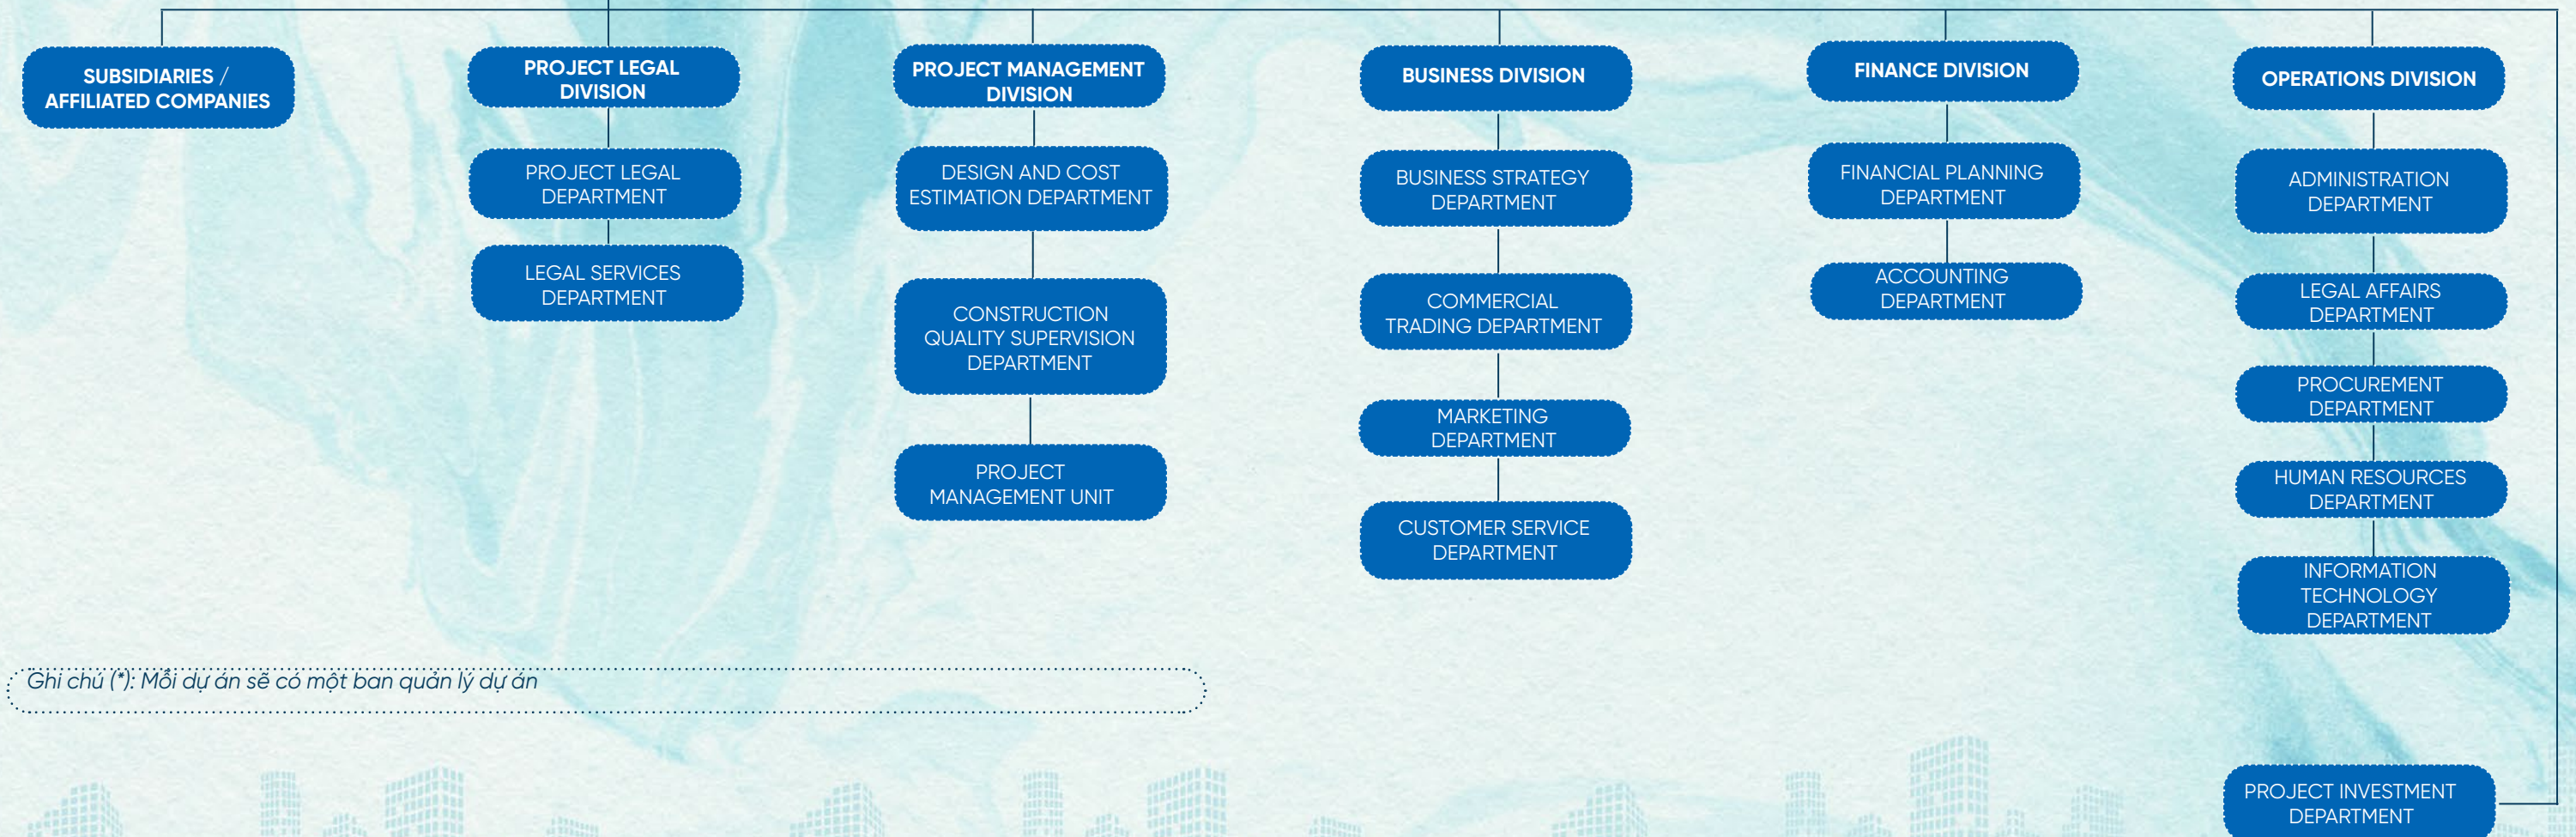 SUBSIDIARIES /
AFFILIATED COMPANIES
PROJECT LEGAL
DIVISION
PROJECT LEGAL
DEPARTMENT
LEGAL SERVICES
DEPARTMENT
PROJECT MANAGEMENT
DIVISION
DESIGN AND COST
ESTIMATION DEPARTMENT
CONSTRUCTION
QUALITY SUPERVISION
DEPARTMENT
PROJECT
MANAGEMENT UNIT
BUSINESS DIVISION
BUSINESS STRATEGY
DEPARTMENT
COMMERCIAL
TRADING DEPARTMENT
MARKETING
DEPARTMENT
CUSTOMER SERVICE
DEPARTMENT
FINANCE DIVISION
FINANCIAL PLANNING
DEPARTMENT
ACCOUNTING
DEPARTMENT
OPERATIONS DIVISION
ADMINISTRATION
DEPARTMENT
LEGAL AFFAIRS
DEPARTMENT
PROCUREMENT
DEPARTMENT
HUMAN RESOURCES
DEPARTMENT
INFORMATION
TECHNOLOGY
DEPARTMENT
Ghi chú (*): Mỗi dự án sẽ có một ban quản lý dự án
PROJECT INVESTMENT
DEPARTMENT